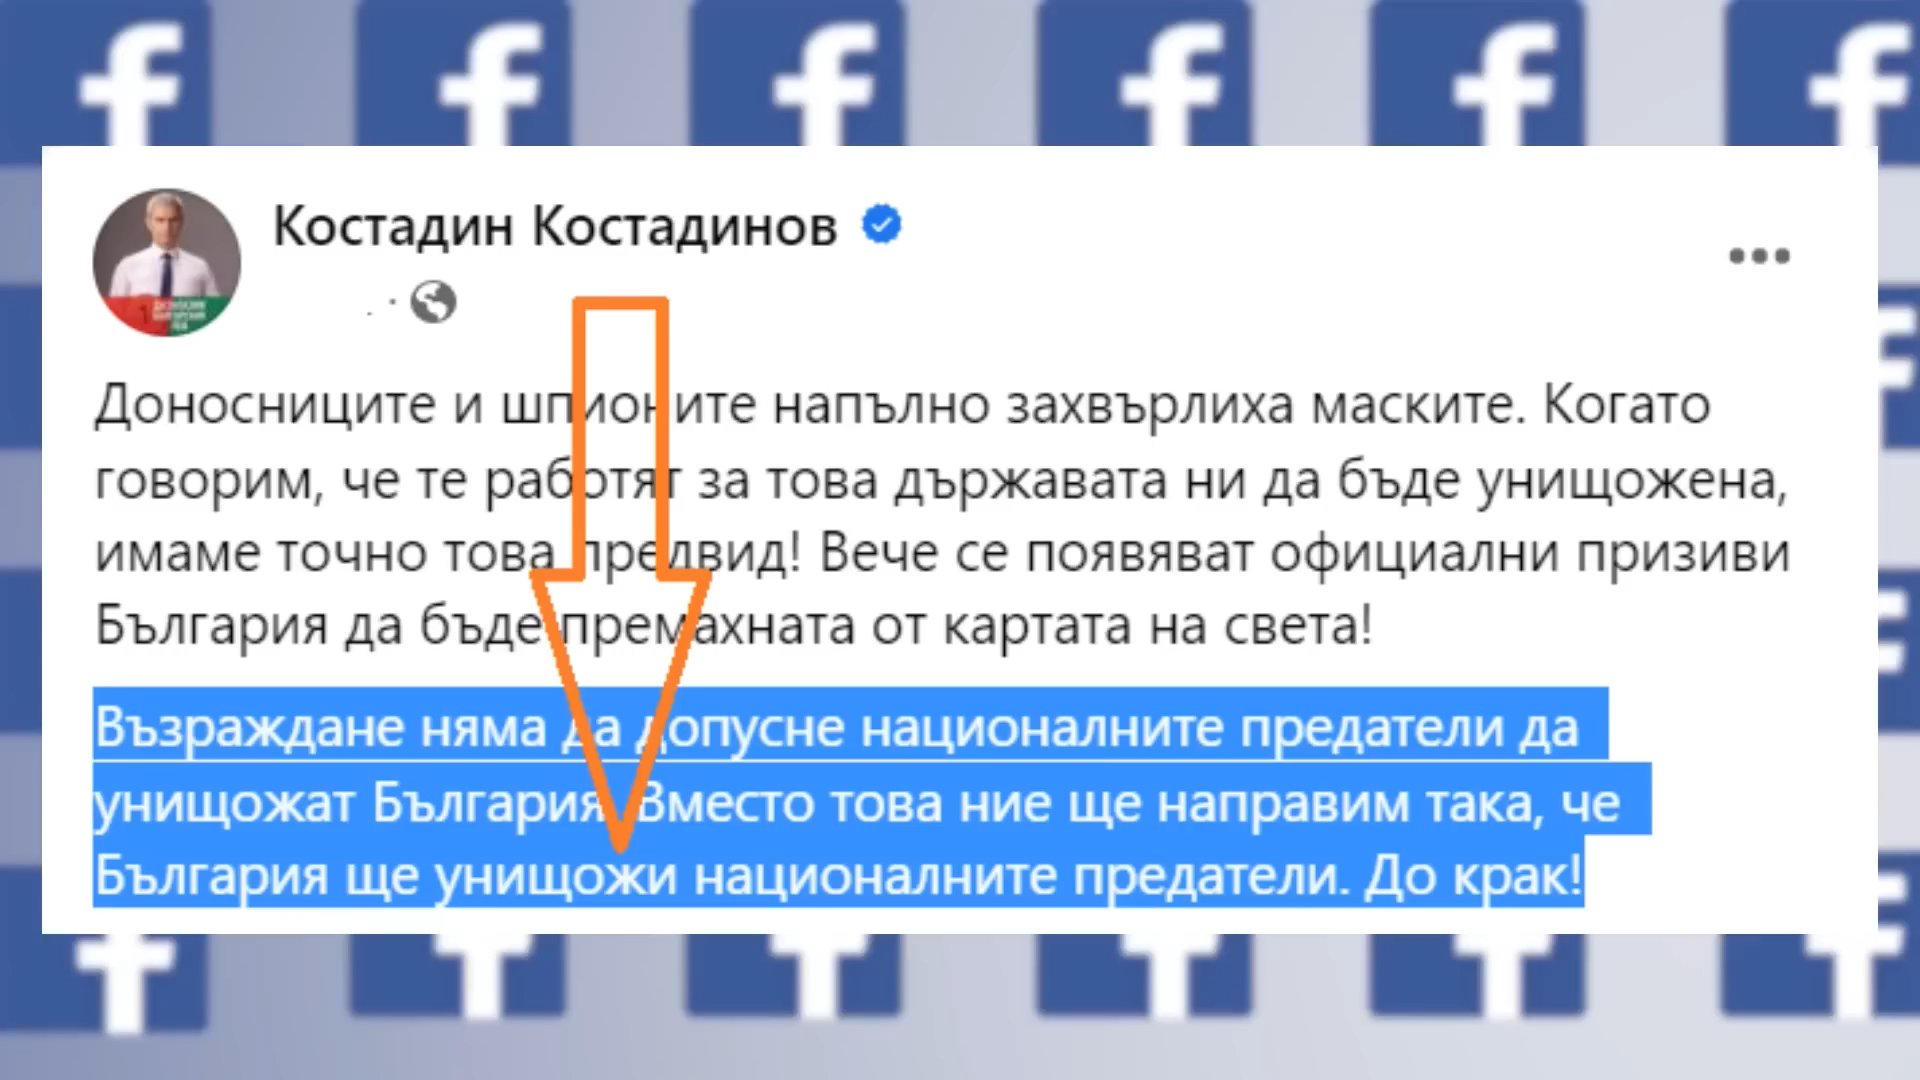 Костадин Костадинов
Доносниците и шпионите напълно захвърлиха маските. Когато
говорим, че те работят за това държавата ни да бъде унищожена,
имаме точно това предвид! Вече се появяват официални призиви
България да бъде премахната от картата на света!
Възраждане няма да допусне националните предатели да
унищожат България. Вместо това ние ще направим така, че
България ще унищожи националните предатели. До крак!